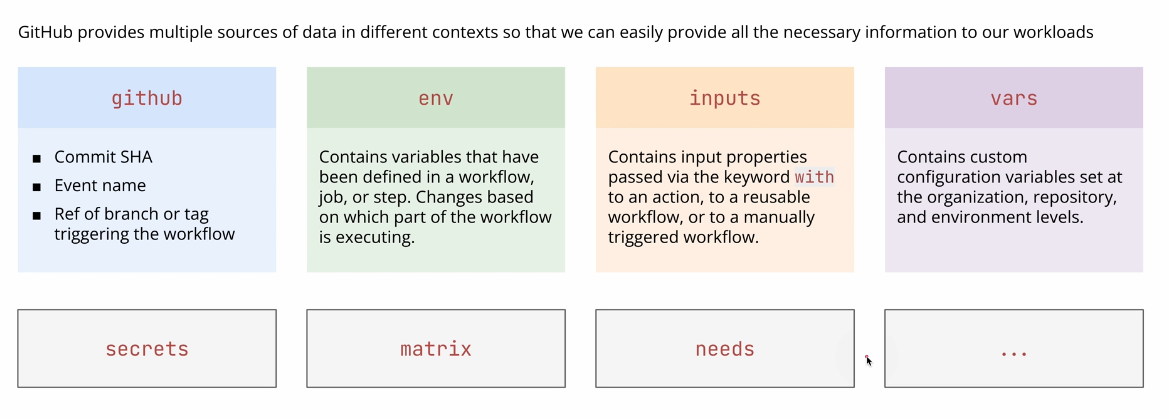 GitHub provides multiple sources of data in different contexts so that we can easily provide all the necessary information to our workloads
github
▪ Commit SHA
▪ Event name
▪ Ref of branch or tag
triggering the workflow
env
Contains variables that have
been defined in a workflow,
job, or step. Changes based
on which part of the workflow
is executing.
inputs
Contains input properties
passed via the keyword with
to an action, to a reusable
workflow, or to a manually
triggered workflow.
vars
Contains custom
configuration variables set at
the organization, repository,
and environment levels.
secrets
matrix
needs
...